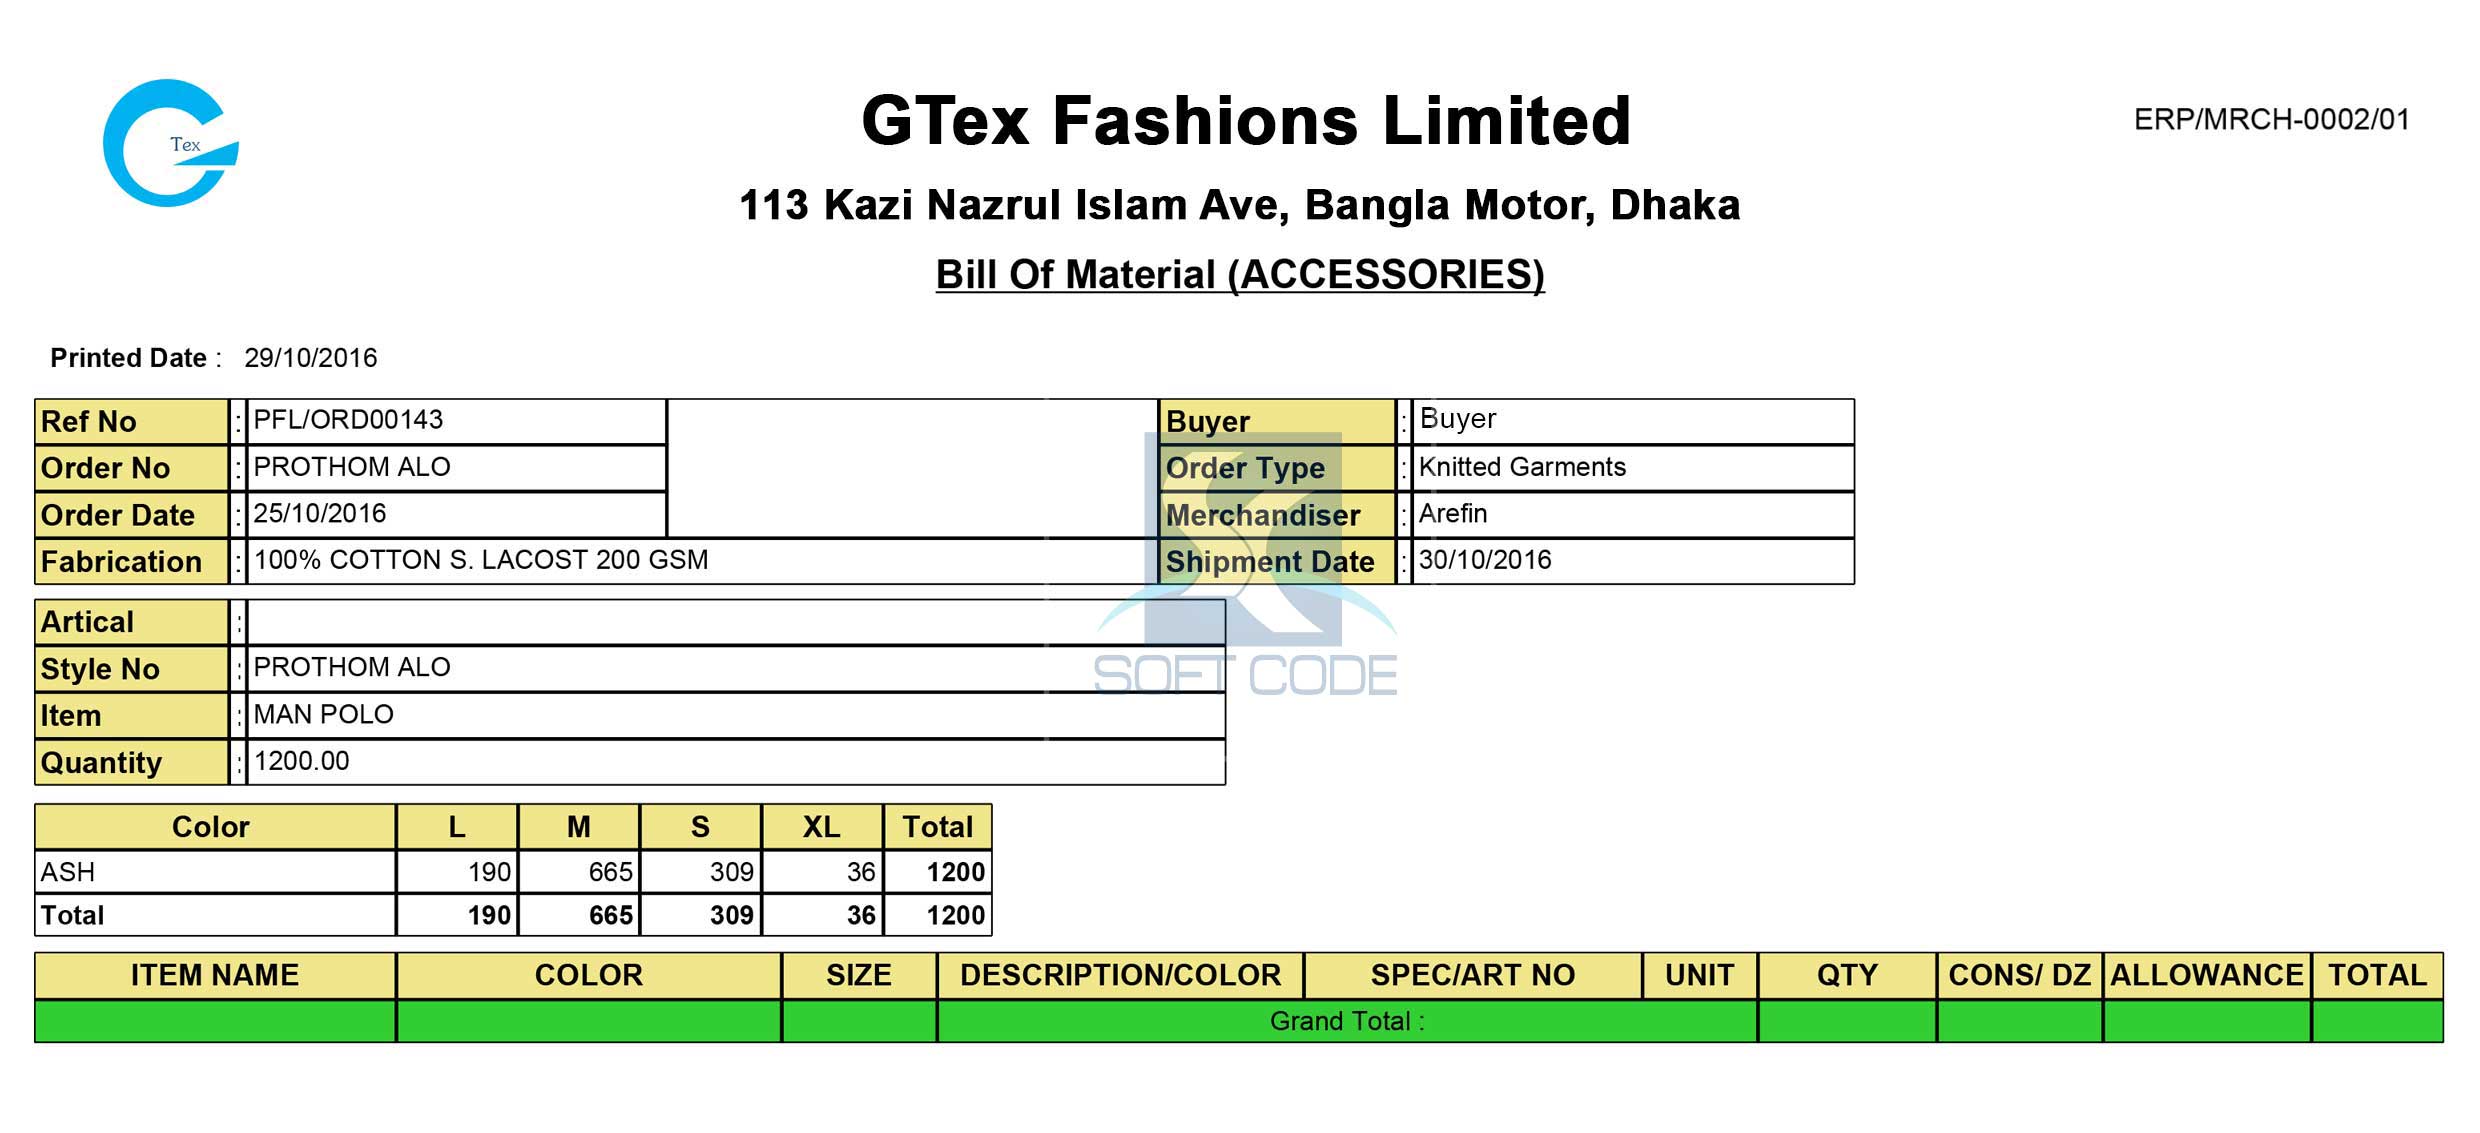 Tex
GTex Fashions Limited
ERP/MRCH-0002/01
113 Kazi Nazrul Islam Ave, Bangla Motor, Dhaka
Bill Of Material (ACCESSORIES)
Printed Date : 29/10/2016
Ref No : PFL/ORD00143 Buyer : Buyer
Order No : PROTHOM ALO Order Type : Knitted Garments
Order Date : 25/10/2016 Merchandiser : Arefin
Fabrication : 100% COTTON S. LACOST 200 GSM Shipment Date : 30/10/2016
Artical :
Style No : PROTHOM ALO
SOFT CODE
Item : MAN POLO
Quantity : 1200.00
Color L M S XL Total
ASH 190 665 309 36 1200
Total 190 665 309 36 1200
ITEM NAME COLOR SIZE DESCRIPTION/COLOR SPEC/ART NO UNIT QTY CONS/ DZ ALLOWANCE TOTAL
Grand Total :